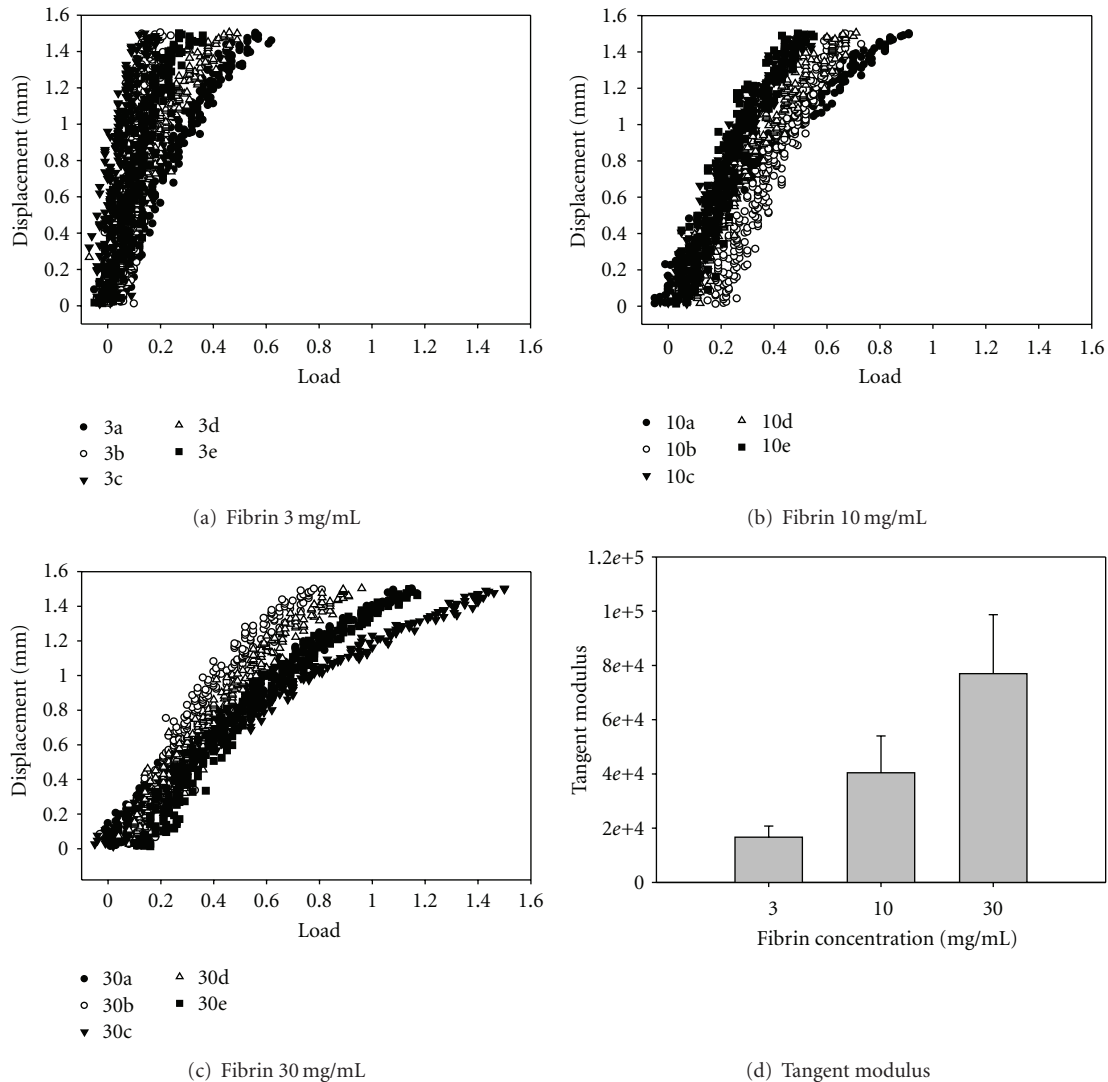 1.6
1.4
1.2
1
0.8
0.6
0.4
0.2
0
Displacement (mm)
0 0.2 0.4 0.6 0.8 1 1.2 1.4 1.6
Load
3a 3d
3b 3e
3c
(a) Fibrin 3 mg/mL
1.6
1.4
1.2
1
0.8
0.6
0.4
0.2
0
Displacement (mm)
0 0.2 0.4 0.6 0.8 1 1.2 1.4 1.6
Load
10a 10d
10b 10e
10c
(b) Fibrin 10 mg/mL
1.6
1.4
1.2
1
0.8
0.6
0.4
0.2
0
Displacement (mm)
0 0.2 0.4 0.6 0.8 1 1.2 1.4 1.6
Load
30a 30d
30b 30e
30c
(c) Fibrin 30 mg/mL
1.2e+5
1e+5
8e+4
6e+4
4e+4
2e+4
0
Tangent modulus
3 10 30
Fibrin concentration (mg/mL)
(d) Tangent modulus